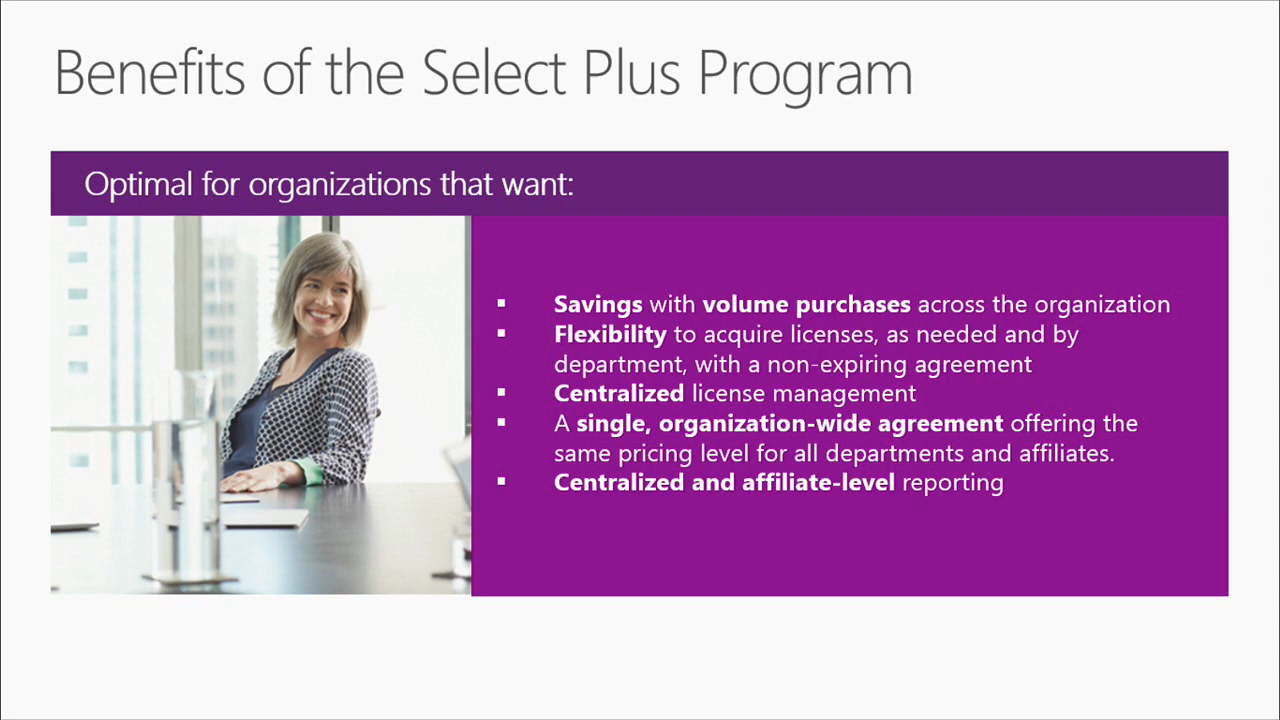 Benefits of the Select Plus Program
Optimal for organizations that want:
▪ Savings with volume purchases across the organization
▪ Flexibility to acquire licenses, as needed and by
department, with a non-expiring agreement
▪ Centralized license management
▪ A single, organization-wide agreement offering the
same pricing level for all departments and affiliates.
▪ Centralized and affiliate-level reporting